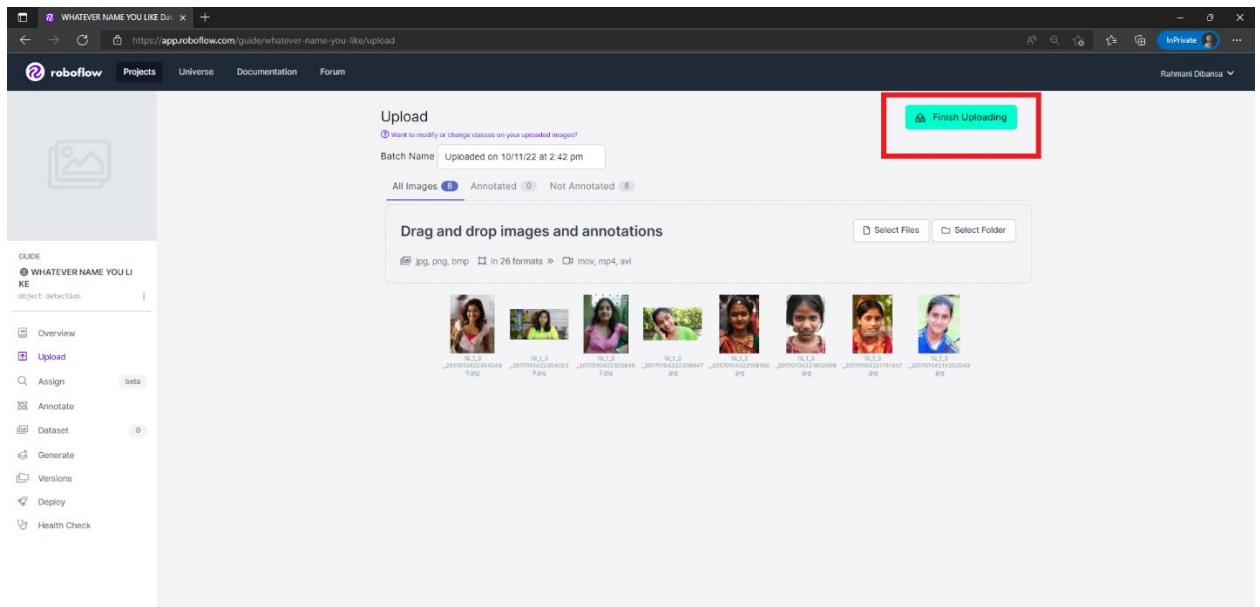 WHATEVER NAME YOU LIKE Dat
https://app.roboflow.com/guide/whatever-name-you-like/upload
InPrivate
roboflow Projects Universe Documentation Forum
Rahmani Dibansa
Upload
Finish Uploading
Want to modify or change classes on your uploaded images?
Batch Name Uploaded on 10/11/22 at 2:42 pm
All Images 8 Annotated 0 Not Annotated 8
Drag and drop images and annotations
Select Files Select Folder
jpg, png, bmp in 26 formats » mov, mp4, avi
GUIDE
WHATEVER NAME YOU LI
KE
Object Detection
Overview
Upload
Assign beta
Annotate
Dataset 0
Generate
Versions
Deploy
Health Check